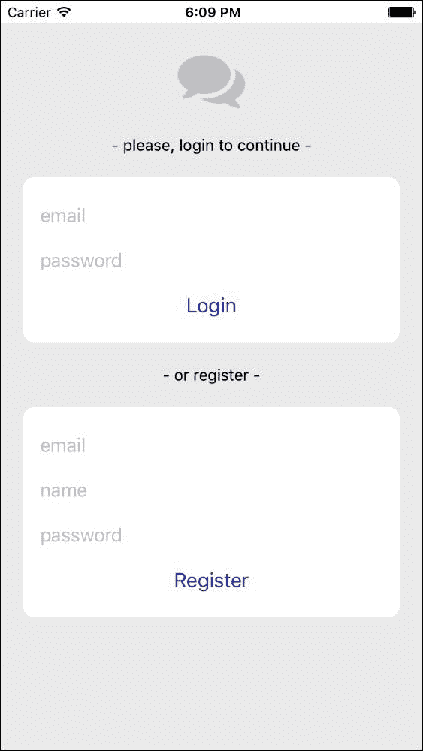 Carrier 6:09 PM
- please, login to continue -
email
password
Login
- or register -
email
name
password
Register